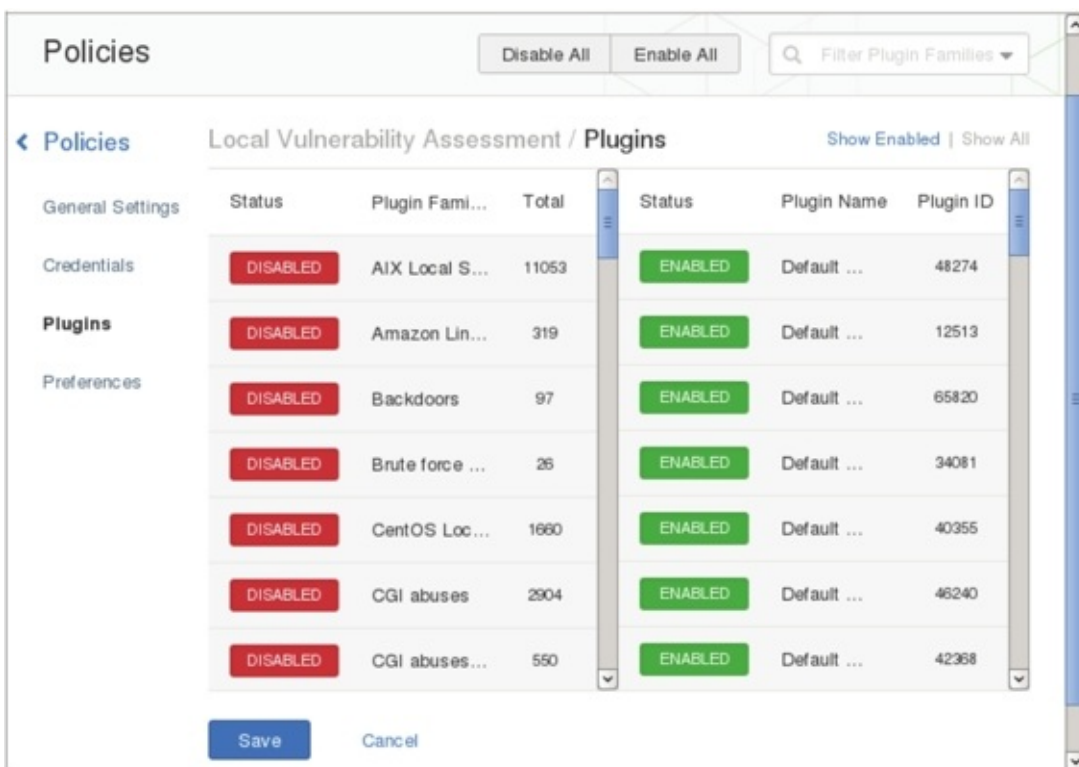 Policies
Disable All
Enable All
Filter Plugin Families
Policies
Local Vulnerability Assessment / Plugins
Show Enabled | Show All
General Settings
Credentials
Plugins
Preferences
Status Plugin Fami... Total
DISABLED AIX Local S... 11053
DISABLED Amazon Lin... 319
DISABLED Backdoors 97
DISABLED Brute force ... 26
DISABLED CentOS Loc... 1660
DISABLED CGI abuses 2904
DISABLED CGI abuses... 550
Status Plugin Name Plugin ID
ENABLED Default ... 48274
ENABLED Default ... 12513
ENABLED Default ... 65820
ENABLED Default ... 34081
ENABLED Default ... 40355
ENABLED Default ... 46240
ENABLED Default ... 42368
Save
Cancel